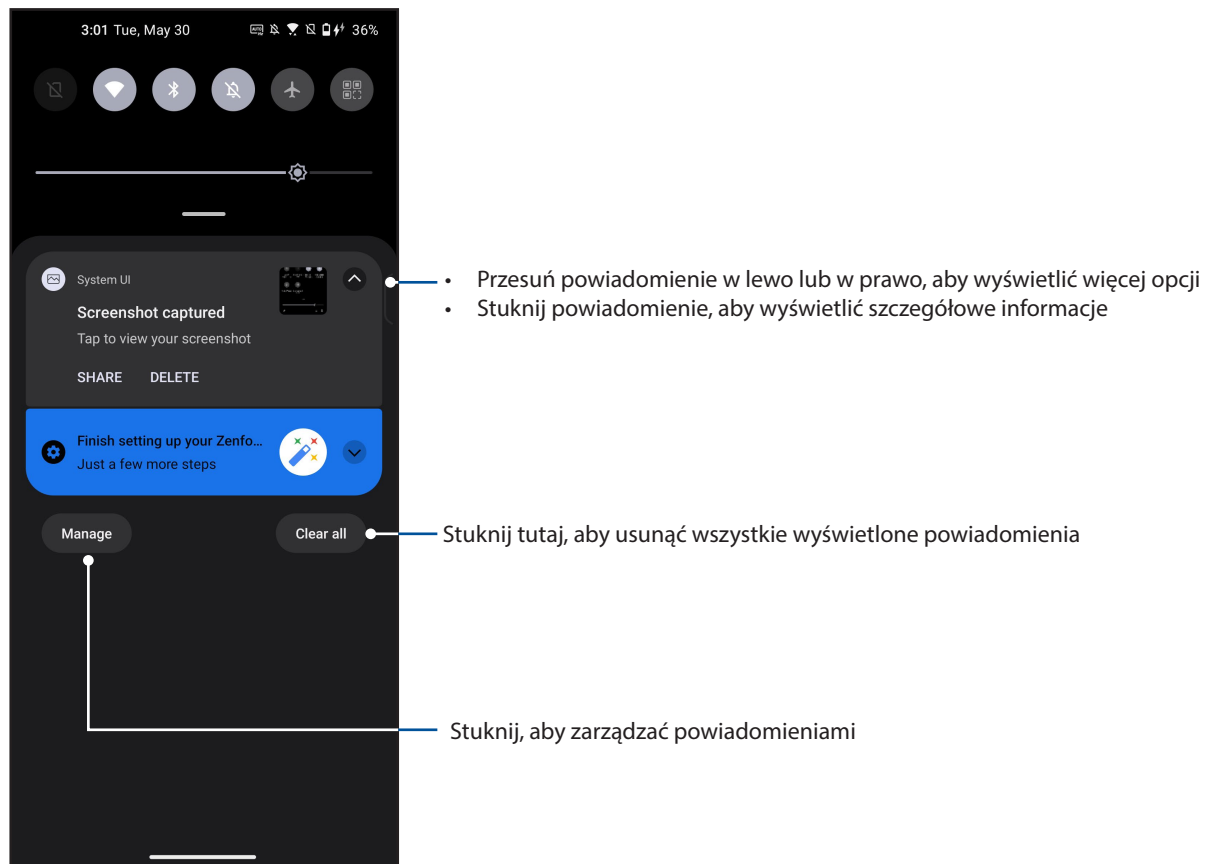 3:01 Tue, May 30 36%
System UI
Screenshot captured
Tap to view your screenshot
SHARE DELETE
Finish setting up your Zenfo...
Just a few more steps
Manage Clear all
• Przesuń powiadomienie w lewo lub w prawo, aby wyświetlić więcej opcji
• Stuknij powiadomienie, aby wyświetlić szczegółowe informacje
Stuknij tutaj, aby usunąć wszystkie wyświetlone powiadomienia
Stuknij, aby zarządzać powiadomieniami